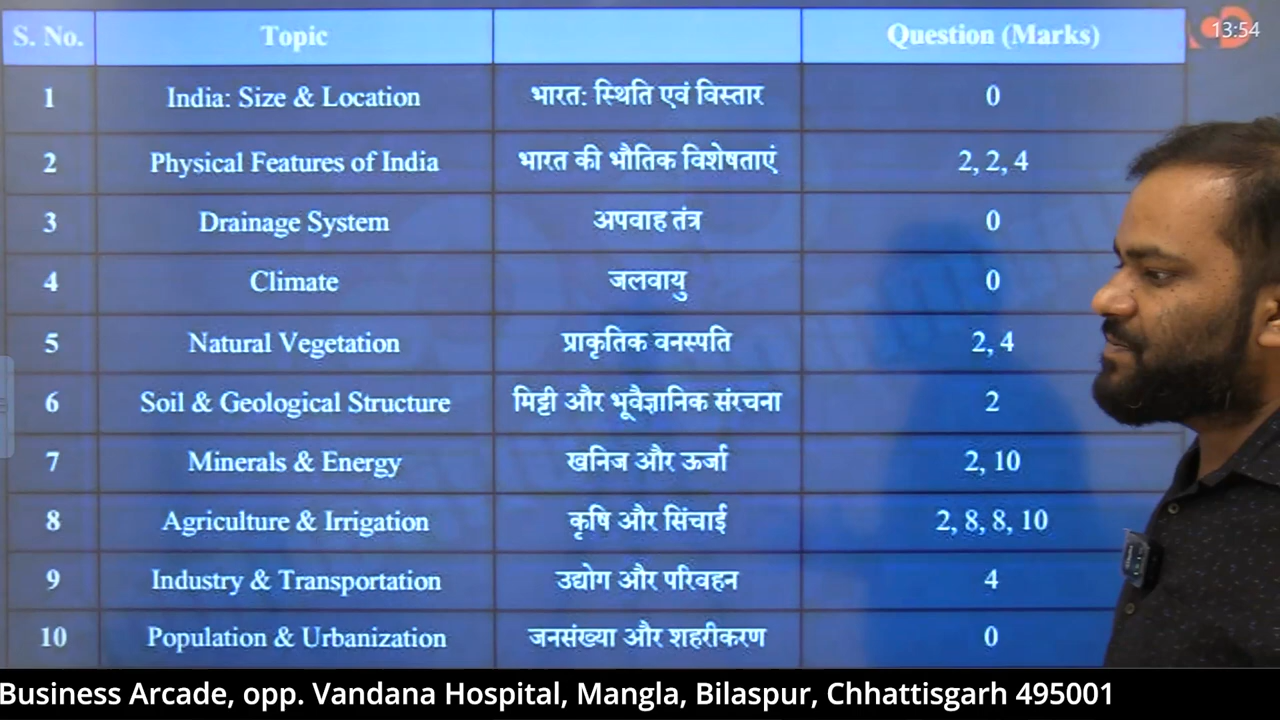 S. No. Topic Question (Marks)
13:54
1 India: Size & Location भारत: स्थिति एवं विस्तार 0
2 Physical Features of India भारत की भौतिक विशेषताएं 2, 2, 4
3 Drainage System अपवाह तंत्र 0
4 Climate जलवायु 0
5 Natural Vegetation प्राकृतिक वनस्पति 2, 4
6 Soil & Geological Structure मिट्टी और भूवैज्ञानिक संरचना 2
7 Minerals & Energy खनिज और ऊर्जा 2, 10
8 Agriculture & Irrigation कृषि और सिंचाई 2, 8, 8, 10
9 Industry & Transportation उद्योग और परिवहन 4
10 Population & Urbanization जनसंख्या और शहरीकरण 0
Business Arcade, opp. Vandana Hospital, Mangla, Bilaspur, Chhattisgarh 495001